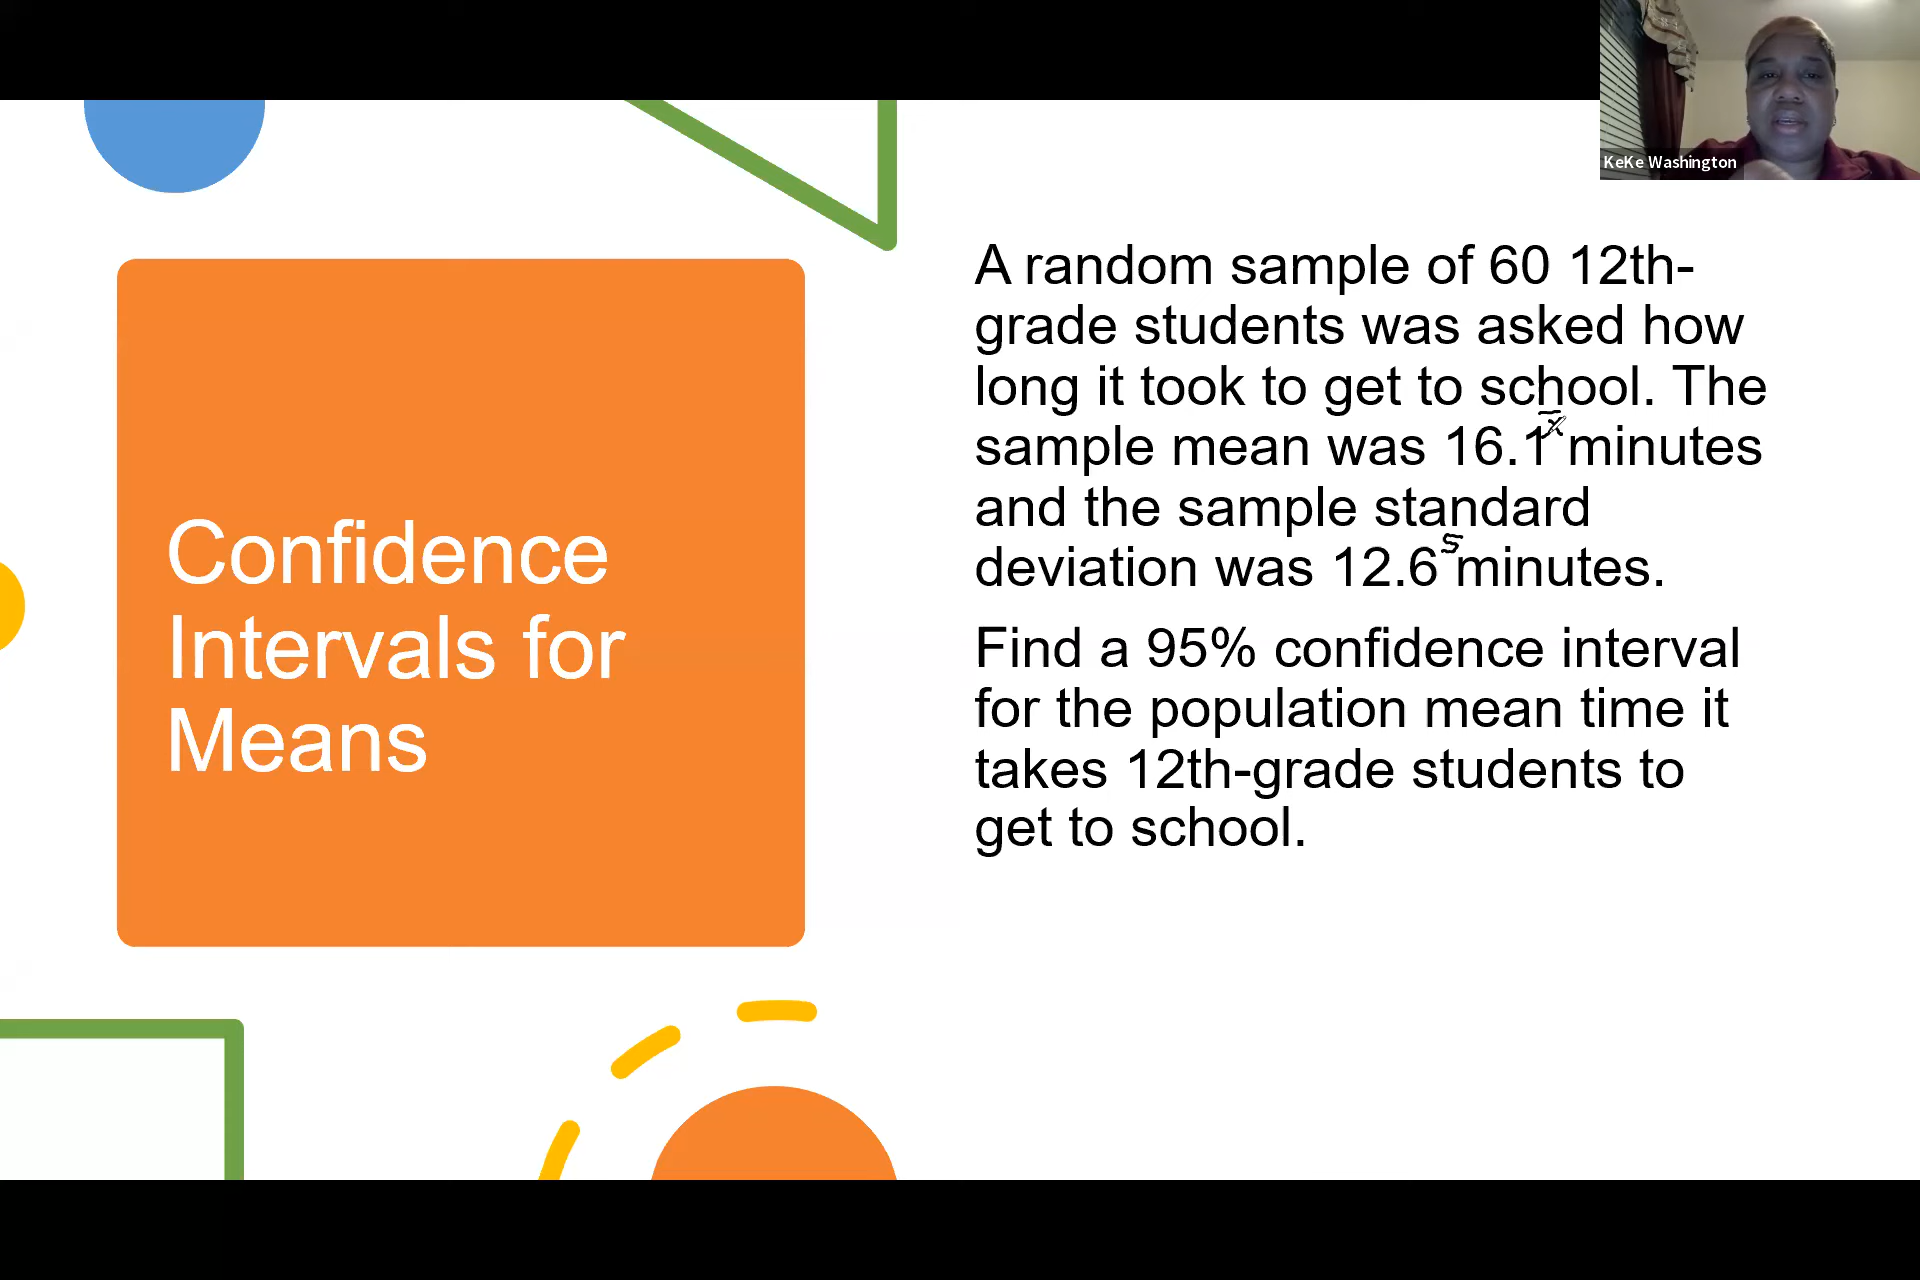 KeKe Washington
Confidence
Intervals for
Means
A random sample of 60 12th-
grade students was asked how
long it took to get to school. The
sample mean was 16.1 x̄ minutes
and the sample standard
deviation was 12.6 s minutes.
Find a 95% confidence interval
for the population mean time it
takes 12th-grade students to
get to school.